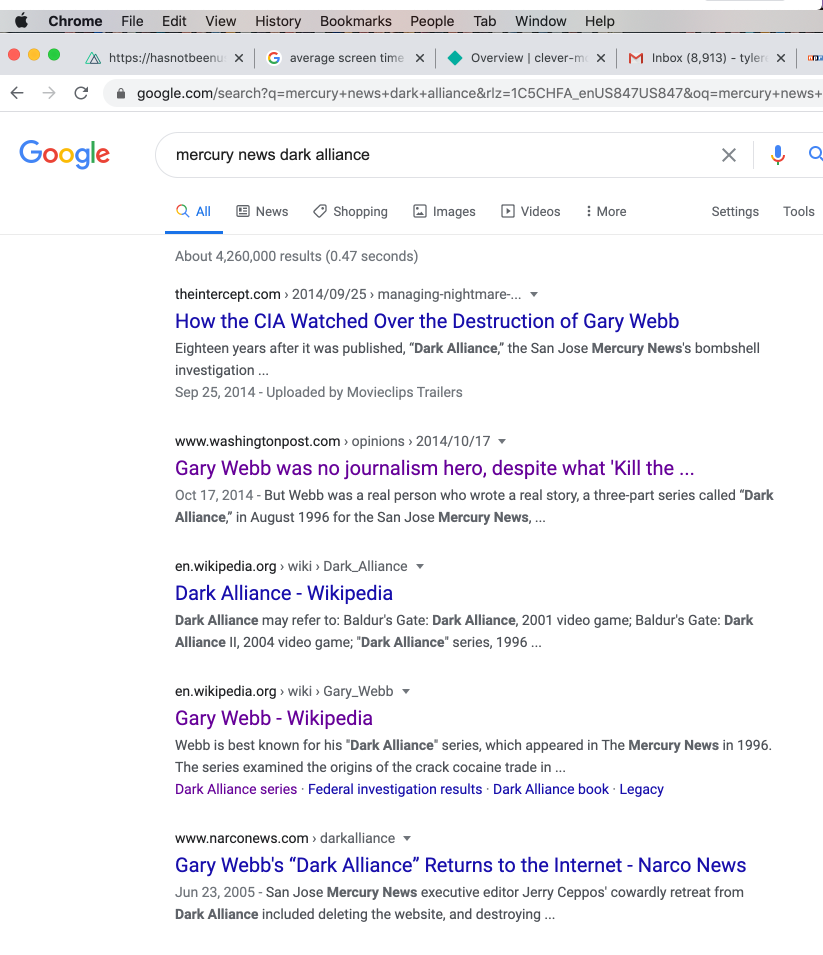 Chrome File Edit View History Bookmarks People Tab Window Help
https://hasnotbeenu average screen time Overview | clever-m Inbox (8,913) - tyler npr
google.com/search?q=mercury+news+dark+alliance&rlz=1C5CHFA_enUS847US847&oq=mercury+news+
Google mercury news dark alliance
All News Shopping Images Videos More Settings Tools
About 4,260,000 results (0.47 seconds)
theintercept.com › 2014/09/25 › managing-nightmare-...
How the CIA Watched Over the Destruction of Gary Webb
Eighteen years after it was published, “Dark Alliance,” the San Jose Mercury News's bombshell
investigation ...
Sep 25, 2014 - Uploaded by Movieclips Trailers
www.washingtonpost.com › opinions › 2014/10/17
Gary Webb was no journalism hero, despite what 'Kill the ...
Oct 17, 2014 - But Webb was a real person who wrote a real story, a three-part series called “Dark
Alliance,” in August 1996 for the San Jose Mercury News, ...
en.wikipedia.org › wiki › Dark_Alliance
Dark Alliance - Wikipedia
Dark Alliance may refer to: Baldur's Gate: Dark Alliance, 2001 video game; Baldur's Gate: Dark
Alliance II, 2004 video game; "Dark Alliance" series, 1996 ...
en.wikipedia.org › wiki › Gary_Webb
Gary Webb - Wikipedia
Webb is best known for his "Dark Alliance" series, which appeared in The Mercury News in 1996.
The series examined the origins of the crack cocaine trade in ...
Dark Alliance series · Federal investigation results · Dark Alliance book · Legacy
www.narconews.com › darkalliance
Gary Webb's “Dark Alliance” Returns to the Internet - Narco News
Jun 23, 2005 - San Jose Mercury News executive editor Jerry Ceppos' cowardly retreat from
Dark Alliance included deleting the website, and destroying ...